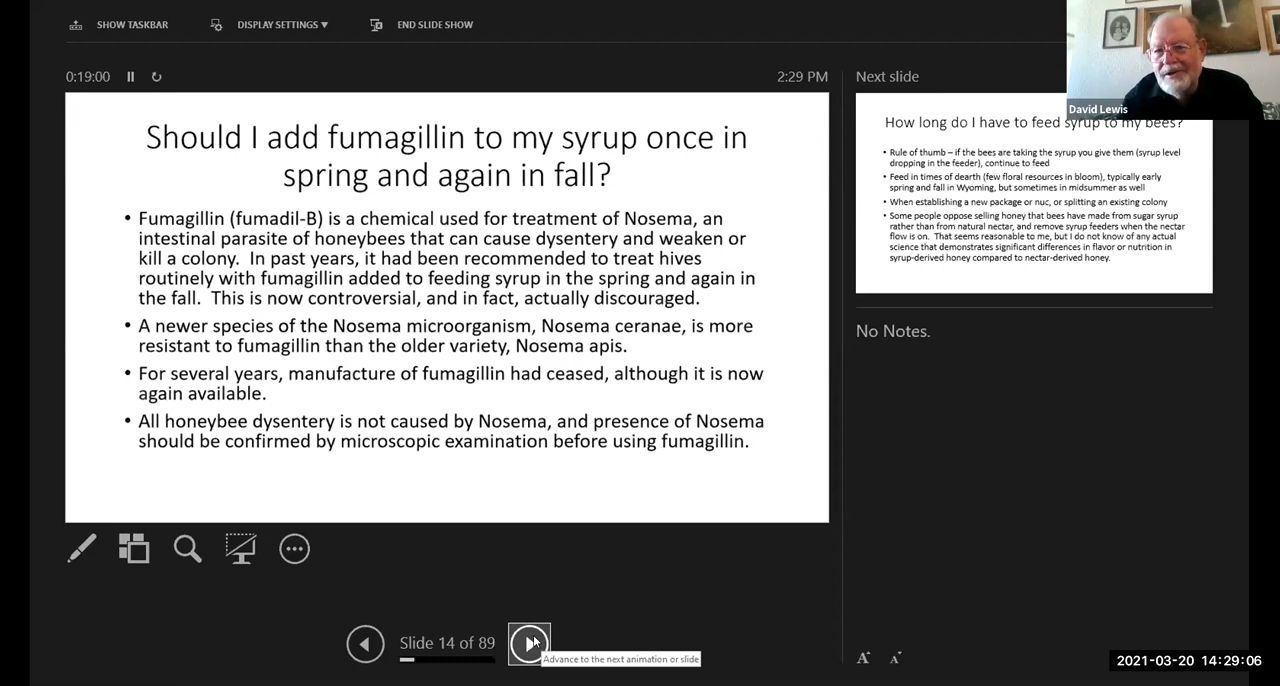 SHOW TASKBAR
DISPLAY SETTINGS ▼
END SLIDE SHOW
0:19:00
2:29 PM
Next slide
David Lewis
Should I add fumagillin to my syrup once in
spring and again in fall?
• Fumagillin (fumadil-B) is a chemical used for treatment of Nosema, an
intestinal parasite of honeybees that can cause dysentery and weaken or
kill a colony. In past years, it had been recommended to treat hives
routinely with fumagillin added to feeding syrup in the spring and again in
the fall. This is now controversial, and in fact, actually discouraged.
• A newer species of the Nosema microorganism, Nosema ceranae, is more
resistant to fumagillin than the older variety, Nosema apis.
• For several years, manufacture of fumagillin had ceased, although it is now
again available.
• All honeybee dysentery is not caused by Nosema, and presence of Nosema
should be confirmed by microscopic examination before using fumagillin.
How long do I have to feed syrup to my bees?
• Rule of thumb – if the bees are taking the syrup you give them (syrup level
dropping in the feeder), continue to feed
• Feed in times of dearth (few floral resources in bloom), typically early
spring and fall in Wyoming, but sometimes in midsummer as well
• When establishing a new package or nuc, or splitting an existing colony
• Some people oppose selling honey that bees have made from sugar syrup
rather than from natural nectar, and remove syrup feeders when the nectar
flow is on. That seems reasonable to me, but I do not know of any actual
science that demonstrates significant differences in flavor or nutrition in
syrup-derived honey compared to nectar-derived honey.
No Notes.
Slide 14 of 89
Advance to the next animation or slide
A A
2021-03-20 14:29:06